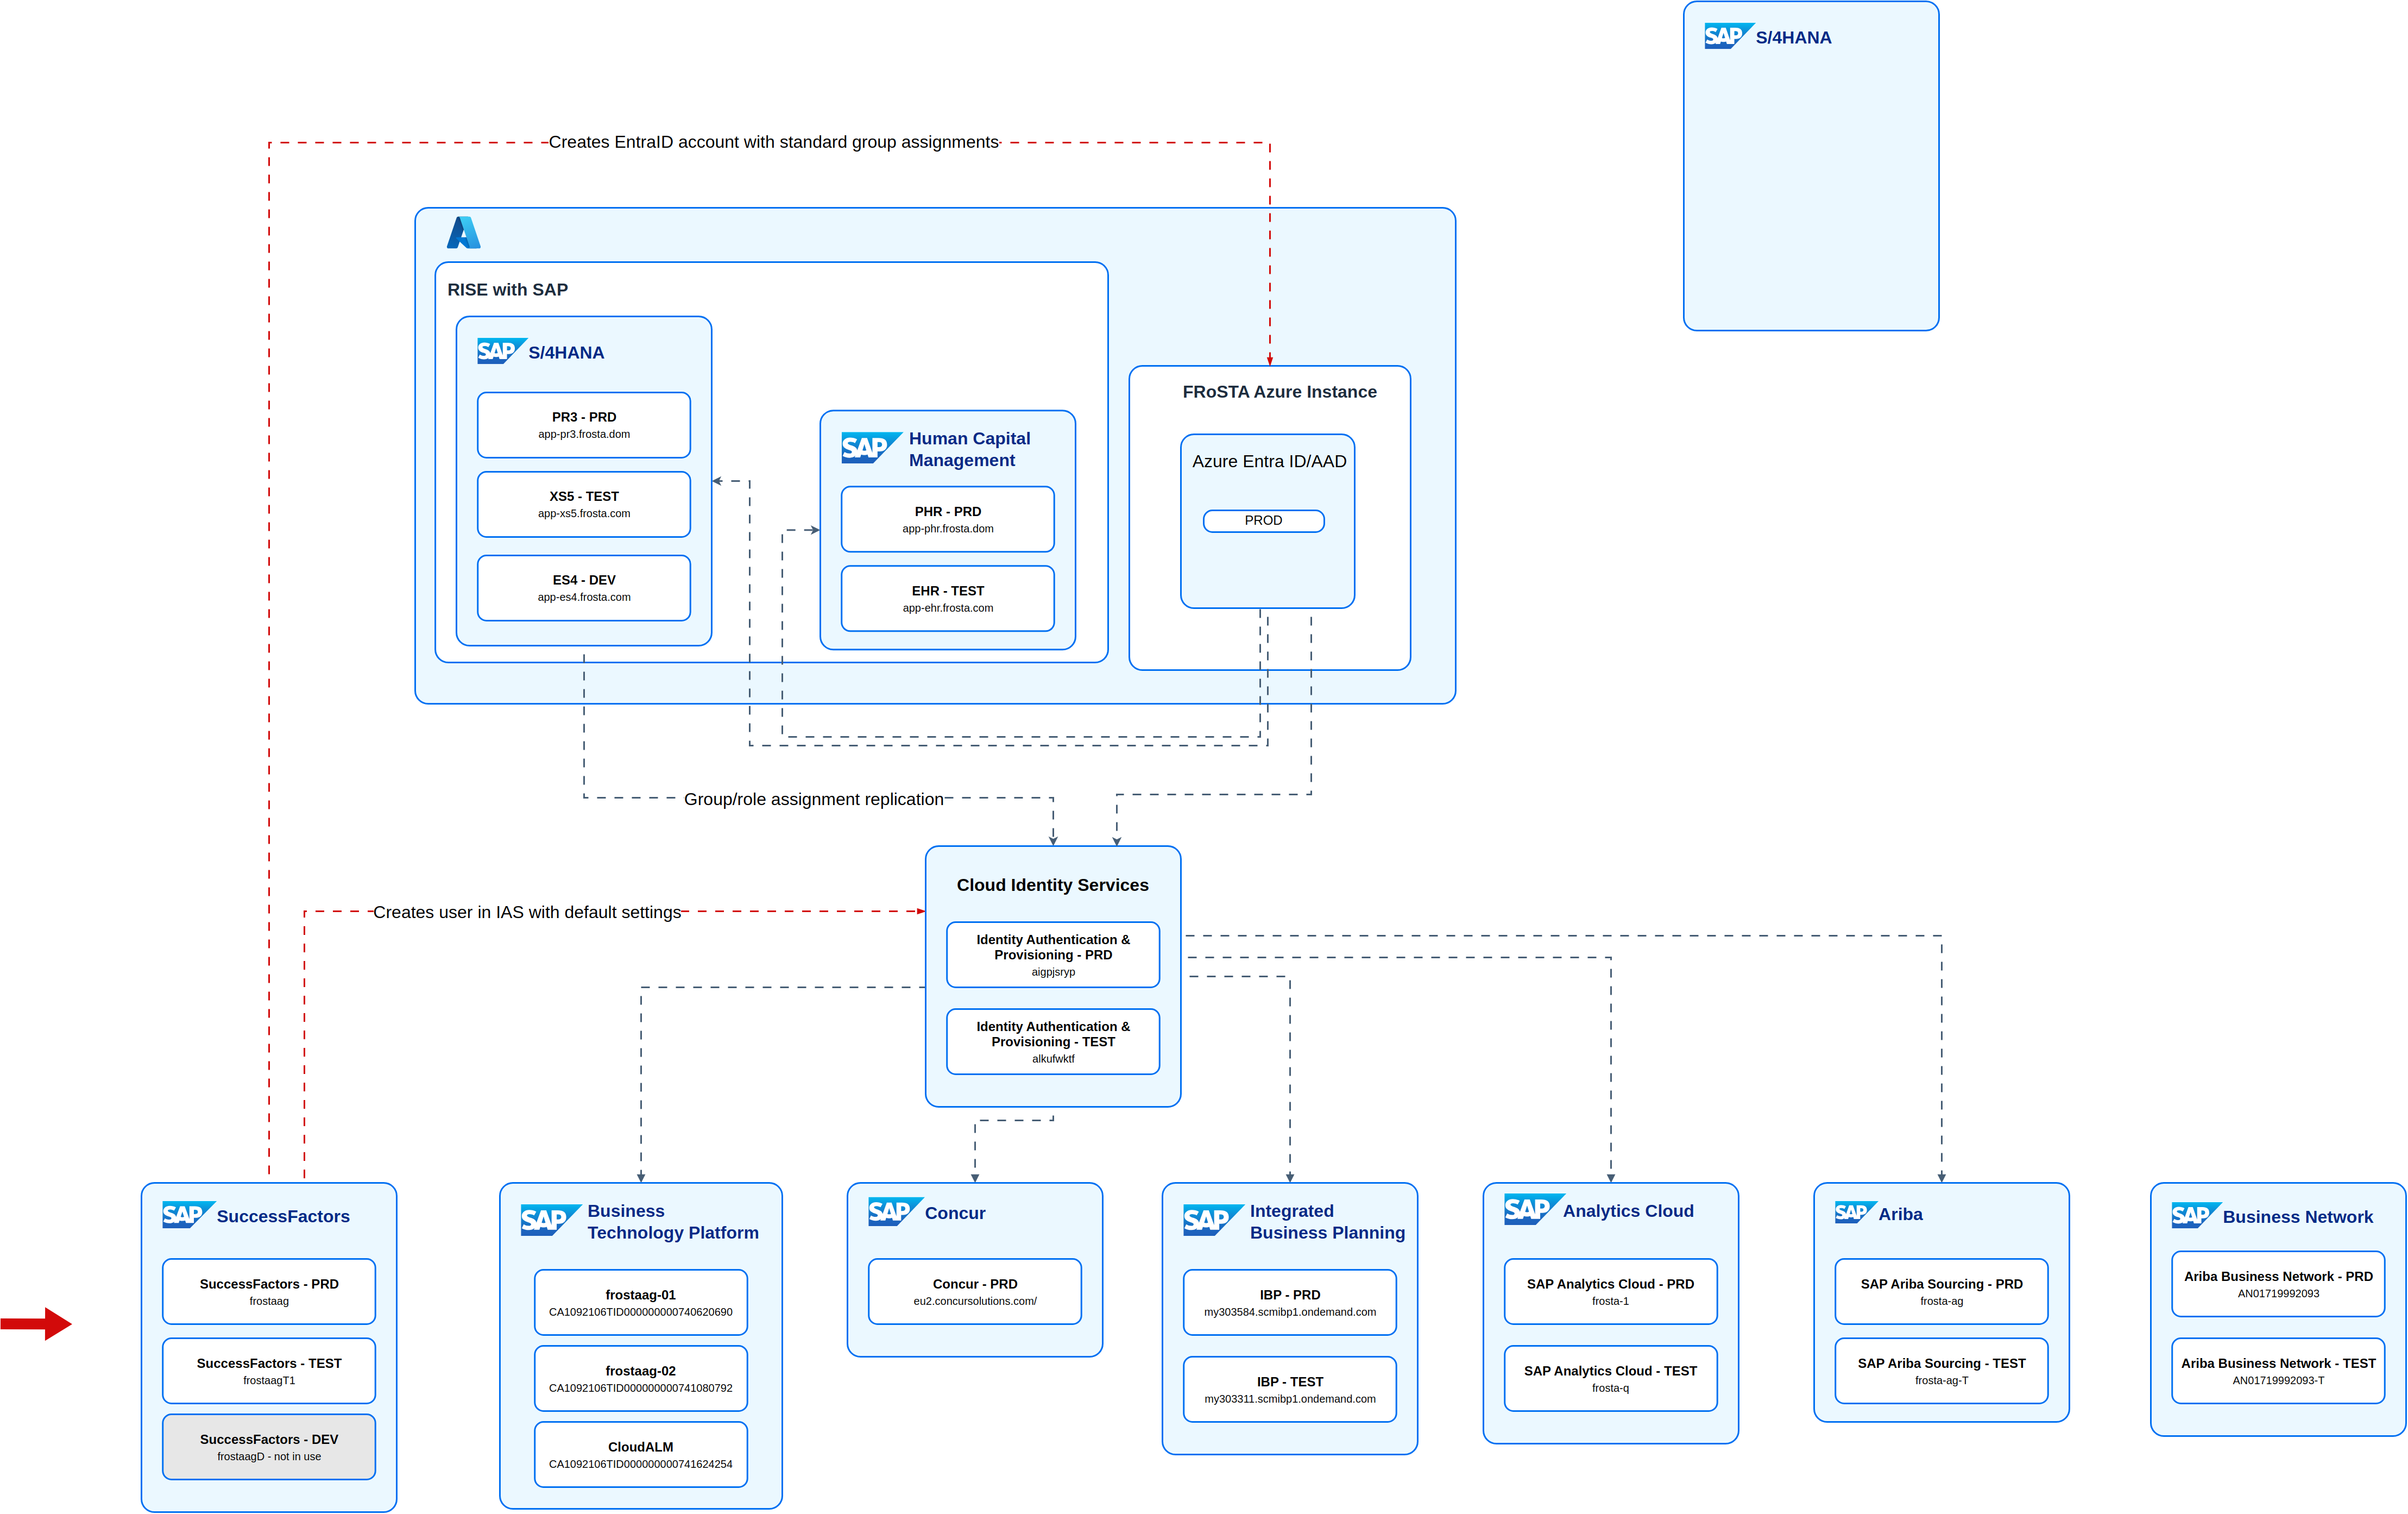 SAP S/4HANA
Creates EntraID account with standard group assignments
RISE with SAP
SAP S/4HANA
PR3 - PRD
app-pr3.frosta.dom
XS5 - TEST
app-xs5.frosta.com
ES4 - DEV
app-es4.frosta.com
SAP Human Capital
Management
PHR - PRD
app-phr.frosta.dom
EHR - TEST
app-ehr.frosta.com
FRoSTA Azure Instance
Azure Entra ID/AAD
PROD
Group/role assignment replication
Creates user in IAS with default settings
Cloud Identity Services
Identity Authentication &
Provisioning - PRD
aigpjsryp
Identity Authentication &
Provisioning - TEST
alkufwktf
SAP SuccessFactors
SuccessFactors - PRD
frostaag
SuccessFactors - TEST
frostaagT1
SuccessFactors - DEV
frostaagD - not in use
SAP Business
Technology Platform
frostaag-01
CA1092106TID000000000740620690
frostaag-02
CA1092106TID000000000741080792
CloudALM
CA1092106TID000000000741624254
SAP Concur
Concur - PRD
eu2.concursolutions.com/
SAP Integrated
Business Planning
IBP - PRD
my303584.scmibp1.ondemand.com
IBP - TEST
my303311.scmibp1.ondemand.com
SAP Analytics Cloud
SAP Analytics Cloud - PRD
frosta-1
SAP Analytics Cloud - TEST
frosta-q
SAP Ariba
SAP Ariba Sourcing - PRD
frosta-ag
SAP Ariba Sourcing - TEST
frosta-ag-T
SAP Business Network
Ariba Business Network - PRD
AN01719992093
Ariba Business Network - TEST
AN01719992093-T